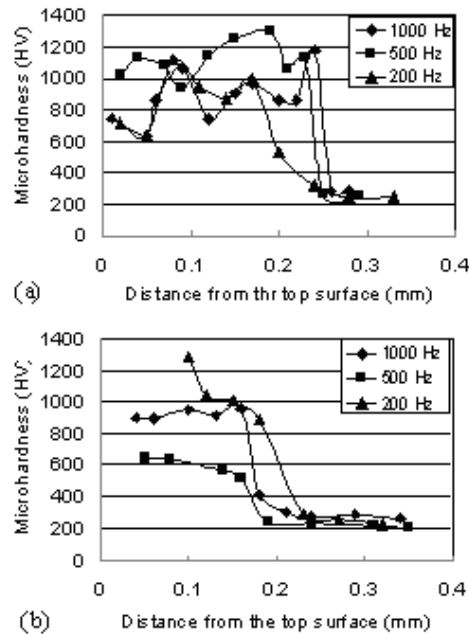 1400
1200
1000
800
600
400
200
0
Microhardness (HV)
1000 Hz
500 Hz
200 Hz
0 0.1 0.2 0.3 0.4
(a) Distance from thr top surface (mm)
1400
1200
1000
800
600
400
200
0
Microhardness (HV)
1000 Hz
500 Hz
200 Hz
0 0.1 0.2 0.3 0.4
(b) Distance from the top surface (mm)